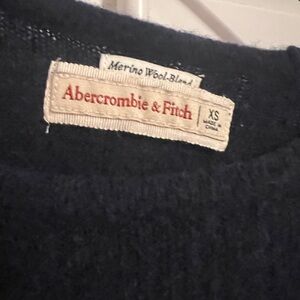 Merino Wool-Blend
Abercrombie & Fitch
XS
MADE IN
CHINA